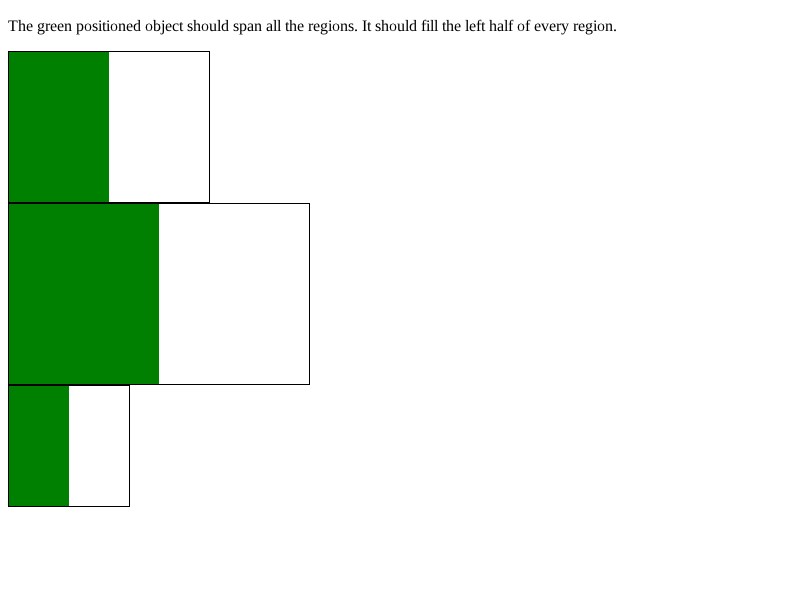 The green positioned object should span all the regions. It should fill the left half of every region.